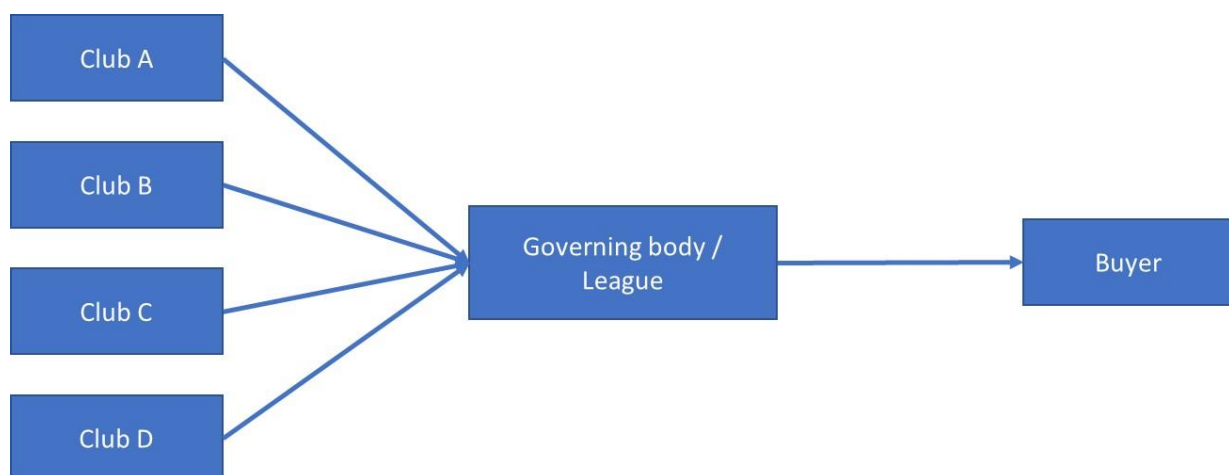 Club A
Club B
Club C
Club D
Governing body /
League
Buyer